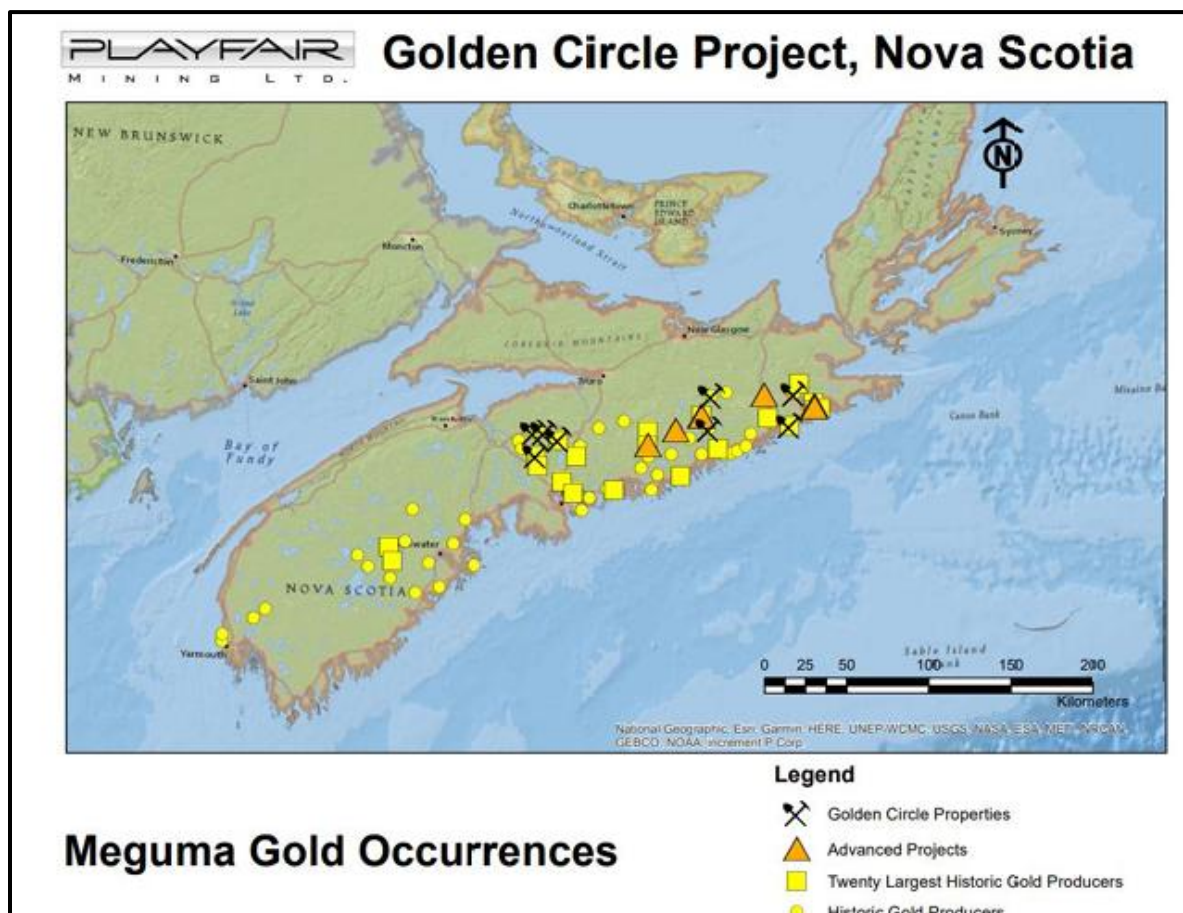 PLAYFAIR
MINING LTD.
Golden Circle Project, Nova Scotia
NEW BRUNSWICK
Charlottetown
PRINCE
EDWARD
ISLAND
Northumberland Strait
Sydney
Moncton
Fredericton
New Glasgow
COBEQUID MOUNTAINS
Truro
Saint John
Bay of
Fundy
Canso Bank
NOVA SCOTIA
Yarmouth
Sable Island
0 25 50 100 150 200
Kilometers
National Geographic, Esri, Garmin, HERE, UNEP-WCMC, USGS, NASA, ESA, METI, NRCAN,
GEBCO, NOAA, increment P Corp.
Legend
Golden Circle Properties
Advanced Projects
Twenty Largest Historic Gold Producers
Historic Gold Producers
Meguma Gold Occurrences